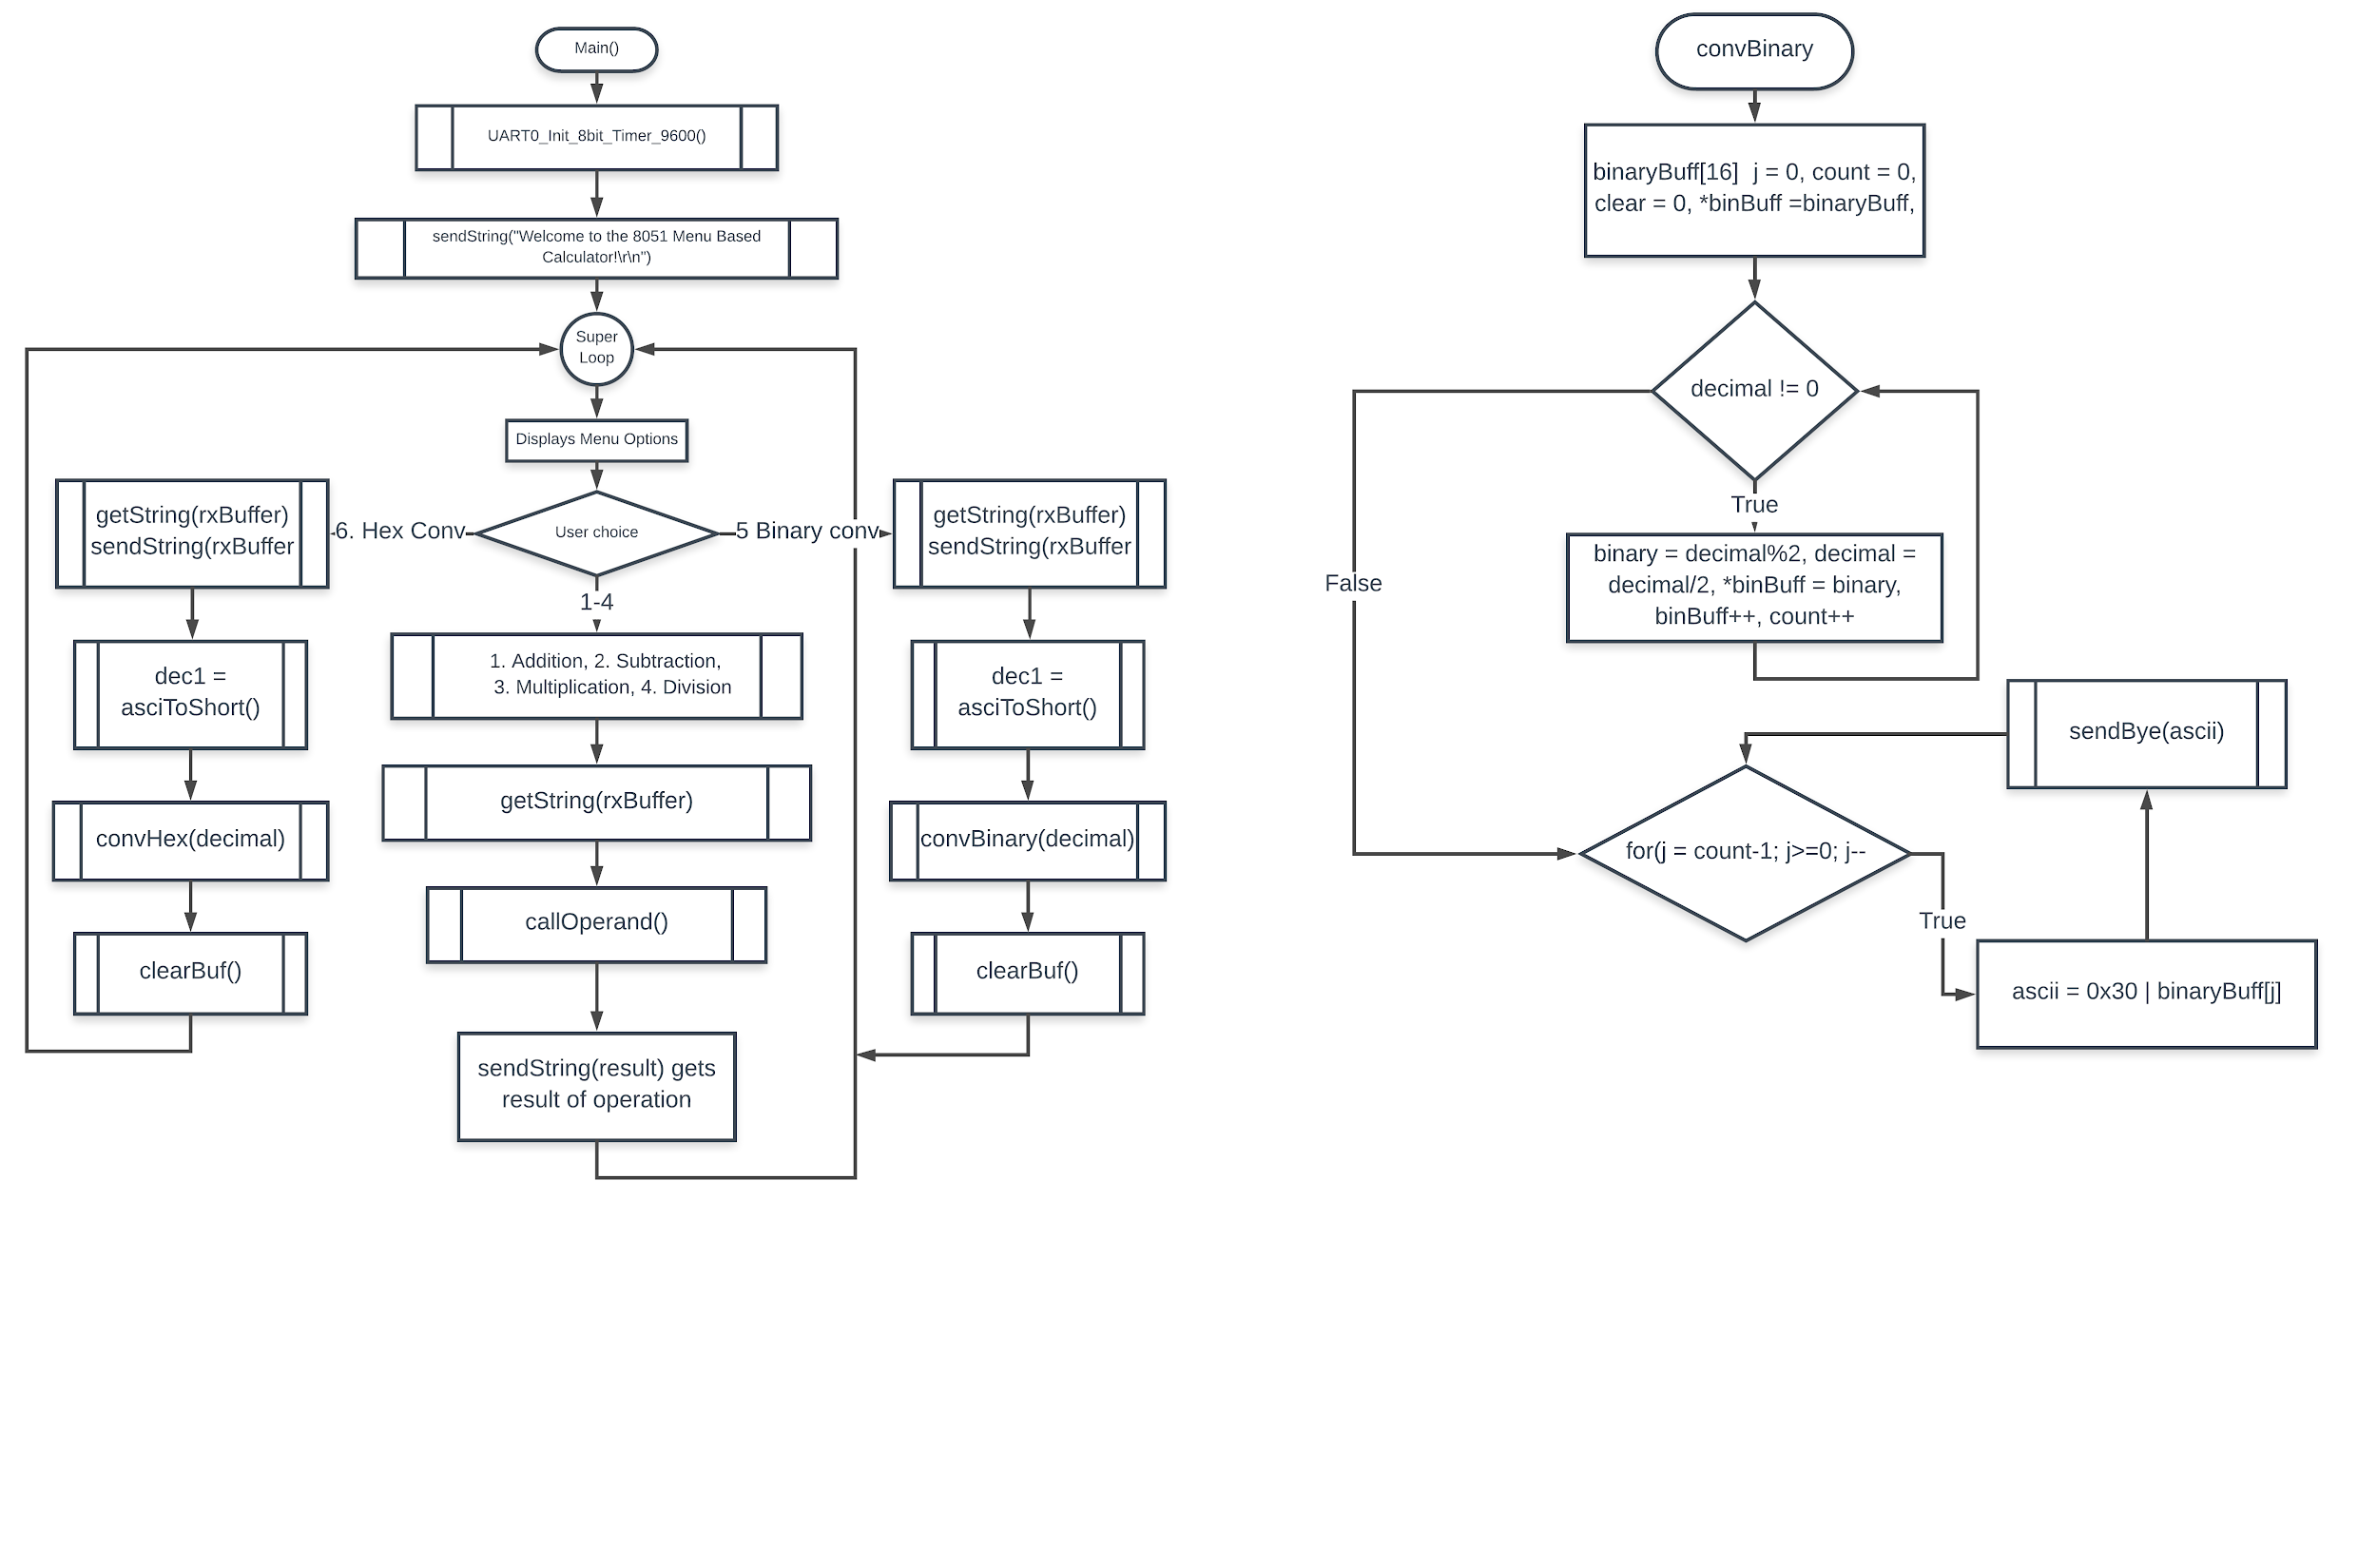 Main()
UART0_Init_8bit_Timer_9600()
sendString("Welcome to the 8051 Menu Based
Calculator!\r\n")
Super
Loop
Displays Menu Options
User choice
6. Hex Conv
5 Binary conv
1-4
getString(rxBuffer)
sendString(rxBuffer
dec1 =
asciToShort()
convHex(decimal)
clearBuf()
1. Addition, 2. Subtraction,
3. Multiplication, 4. Division
getString(rxBuffer)
callOperand()
sendString(result) gets
result of operation
getString(rxBuffer)
sendString(rxBuffer
dec1 =
asciToShort()
convBinary(decimal)
clearBuf()
convBinary
binaryBuff[16]  j = 0, count = 0,
clear = 0, *binBuff =binaryBuff,
decimal != 0
True
False
binary = decimal%2, decimal =
decimal/2, *binBuff = binary,
binBuff++, count++
sendBye(ascii)
for(j = count-1; j>=0; j--
True
ascii = 0x30 | binaryBuff[j]